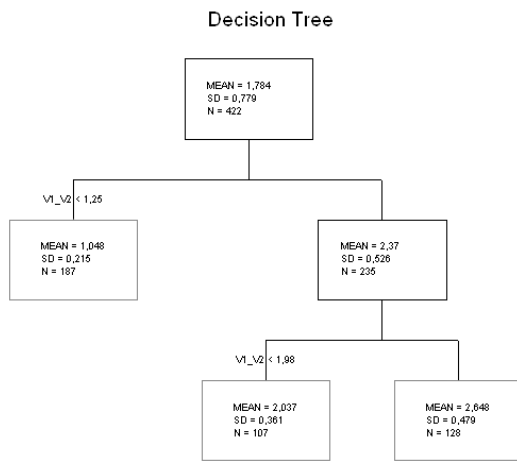 Decision Tree
MEAN = 1,784
SD = 0,779
N = 422
V1_V2 < 1,25
MEAN = 1,048
SD = 0,215
N = 187
MEAN = 2,37
SD = 0,526
N = 235
V1_V2 < 1,98
MEAN = 2,037
SD = 0,361
N = 107
MEAN = 2,648
SD = 0,479
N = 128